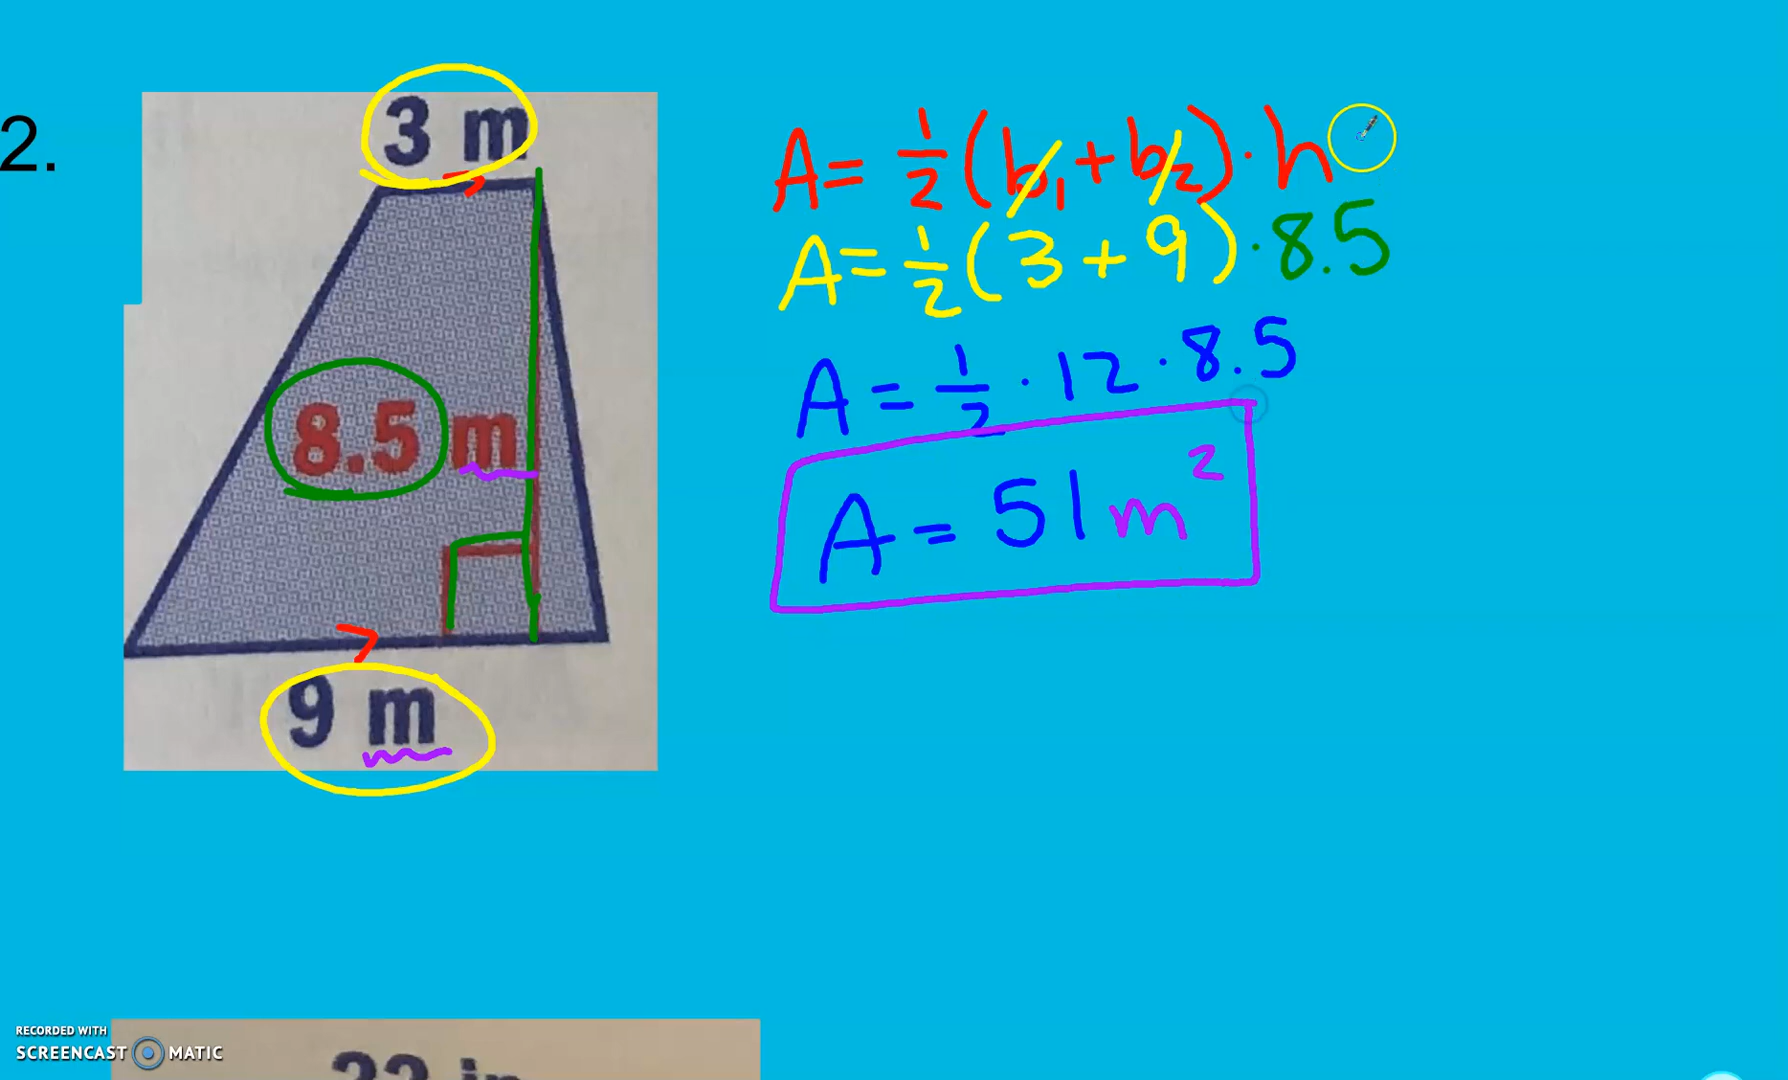 2.
3 m
8.5 m
9 m
A = 1/2 (b₁ + b₂) · h
A = 1/2 (3 + 9) · 8.5
A = 1/2 · 12 · 8.5
A = 51 m²
RECORDED WITH
SCREENCAST MATIC